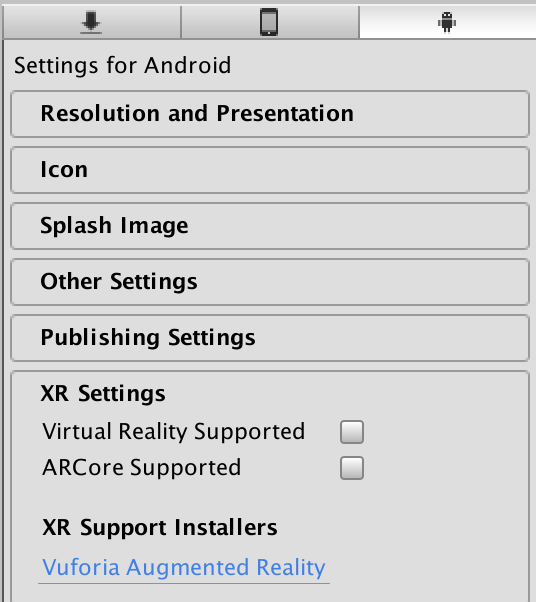 Settings for Android
Resolution and Presentation
Icon
Splash Image
Other Settings
Publishing Settings
XR Settings
Virtual Reality Supported
ARCore Supported
XR Support Installers
Vuforia Augmented Reality